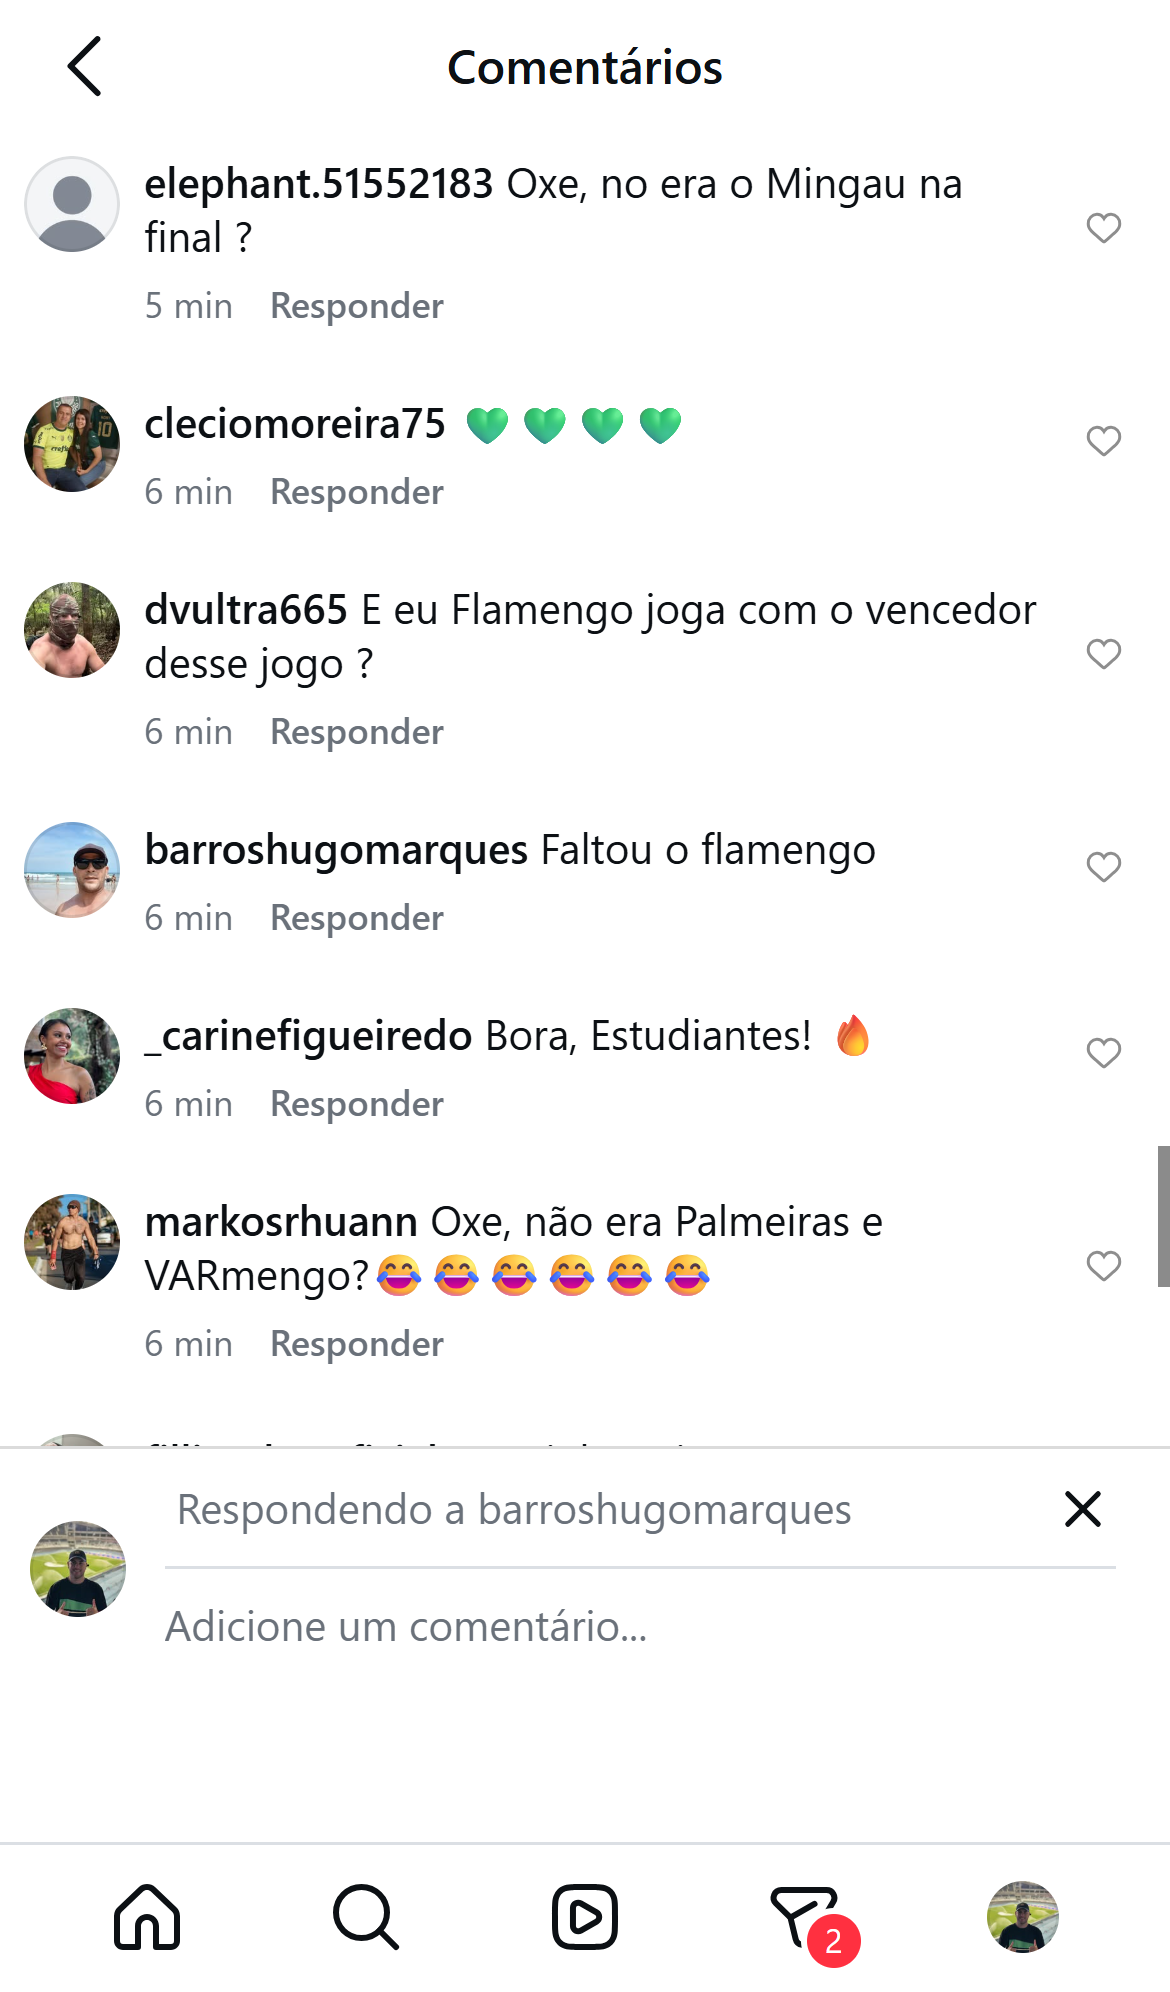 Comentários
elephant.51552183 Oxe, no era o Mingau na
final ?
5 min Responder
cleciomoreira75 💚💚💚💚
6 min Responder
dvultra665 E eu Flamengo joga com o vencedor
desse jogo ?
6 min Responder
barroshugomarques Faltou o flamengo
6 min Responder
_carinefigueiredo Bora, Estudiantes! 🔥
6 min Responder
markosrhuann Oxe, não era Palmeiras e
VARmengo?😂😂😂😂😂😂
6 min Responder
Respondendo a barroshugomarques
Adicione um comentário...
2